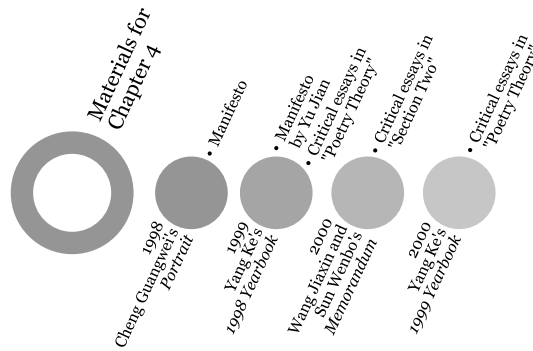 Materials for
Chapter 4
• Manifesto
1998
Cheng Guangwei's
Portrait
• Manifesto
by Yu Jian
• Critical essays in
"Poetry Theory"
1999
Yang Ke's
1998 Yearbook
• Critical essays in
"Section Two"
2000
Wang Jiaxin and
Sun Wenbo's
Memorandum
• Critical essays in
"Poetry Theory"
2000
Yang Ke's
1999 Yearbook